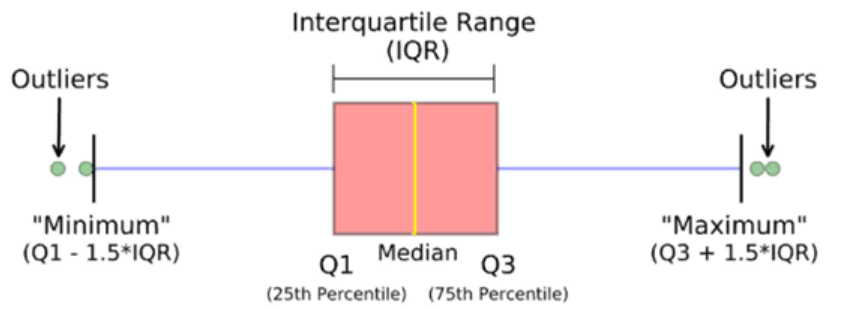 Interquartile Range
(IQR)
Outliers
Outliers
"Minimum"
(Q1 - 1.5*IQR)
"Maximum"
(Q3 + 1.5*IQR)
Median
Q1
Q3
(25th Percentile)
(75th Percentile)